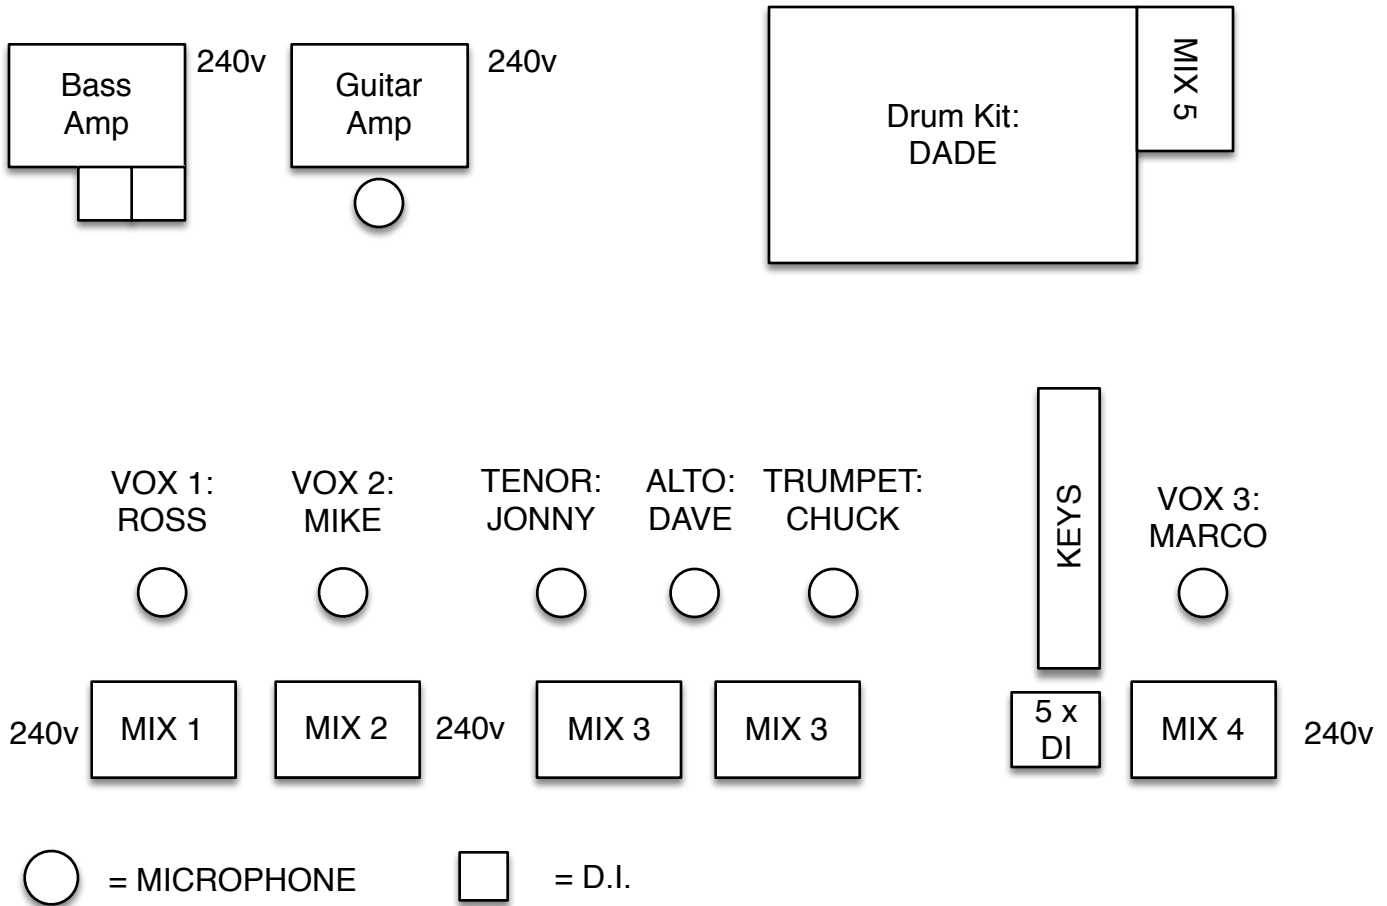 Bass
Amp
240v
Guitar
Amp
240v
Drum Kit:
DADE
MIX 5
VOX 1:
ROSS
VOX 2:
MIKE
TENOR:
JONNY
ALTO:
DAVE
TRUMPET:
CHUCK
KEYS
VOX 3:
MARCO
240v
MIX 1
MIX 2
240v
MIX 3
MIX 3
5 x
DI
MIX 4
240v
= MICROPHONE
= D.I.